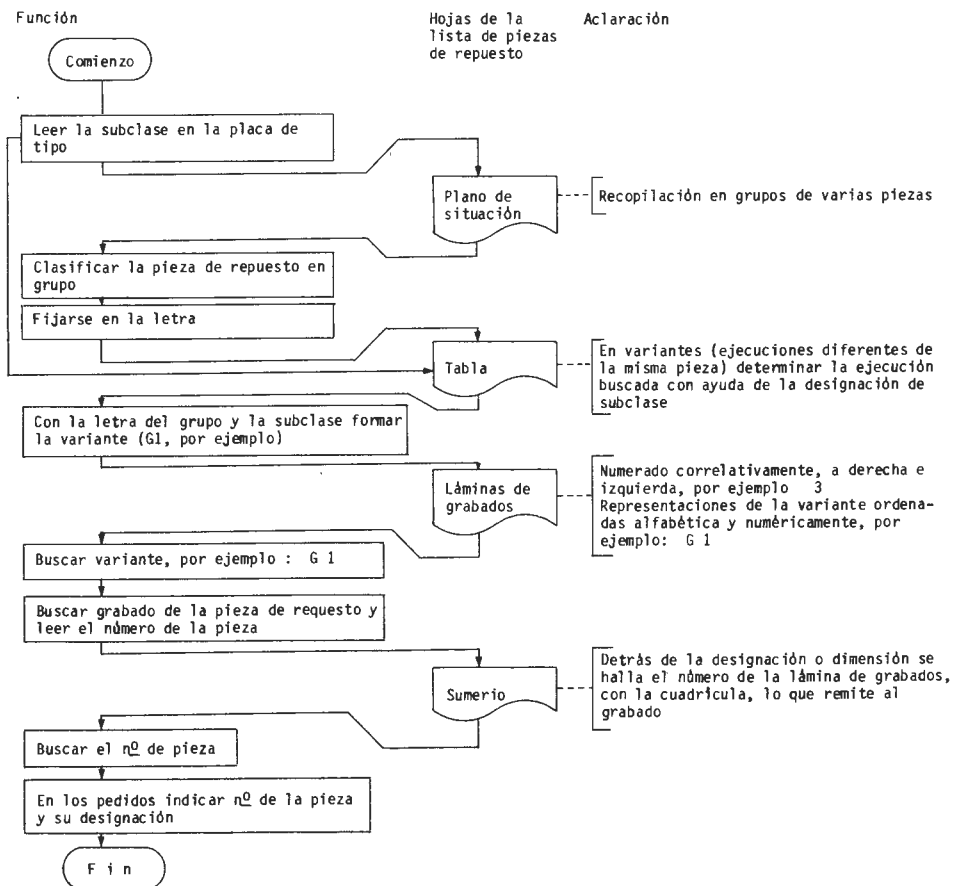 Función
Hojas de la
lista de piezas
de repuesto
Aclaración
Comienzo
Leer la subclase en la placa de
tipo
Plano de
situación
Recopilación en grupos de varias piezas
Clasificar la pieza de repuesto en
grupo
Fijarse en la letra
Tabla
En variantes (ejecuciones diferentes de
la misma pieza) determinar la ejecución
buscada con ayuda de la designación de
subclase
Con la letra del grupo y la subclase formar
la variante (G1, por ejemplo)
Láminas de
grabados
Numerado correlativamente, a derecha e
izquierda, por ejemplo 3
Representaciones de la variante ordena-
das alfabética y numéricamente, por
ejemplo: G 1
Buscar variante, por ejemplo : G 1
Buscar grabado de la pieza de requesto y
leer el número de la pieza
Sumerio
Detrás de la designación o dimensión se
halla el número de la lámina de grabados,
con la cuadrícula, lo que remite al
grabado
Buscar el nº de pieza
En los pedidos indicar nº de la pieza
y su designación
F i n